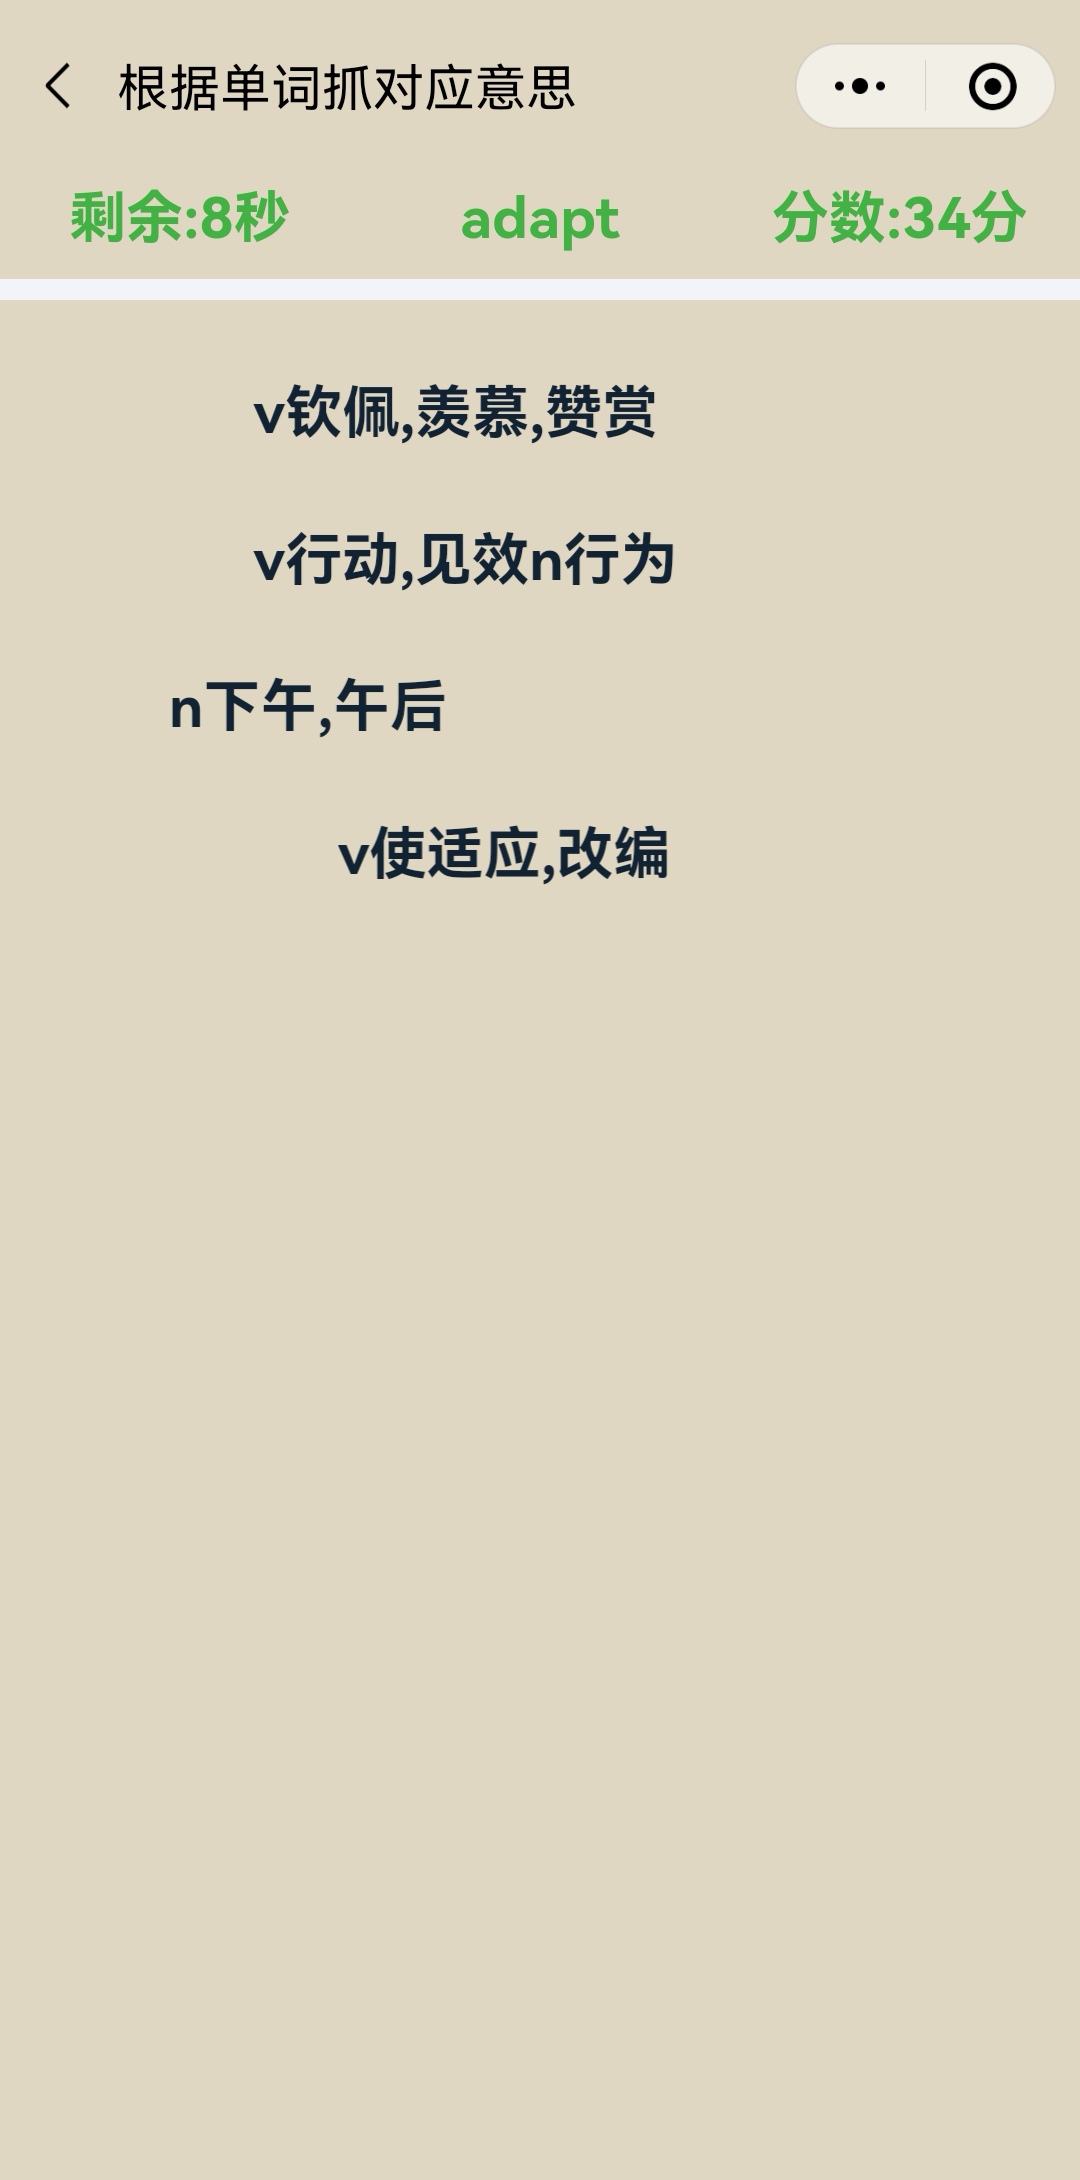 根据单词抓对应意思
剩余:8秒 adapt 分数:34分
v钦佩,羡慕,赞赏
v行动,见效n行为
n下午,午后
v使适应,改编